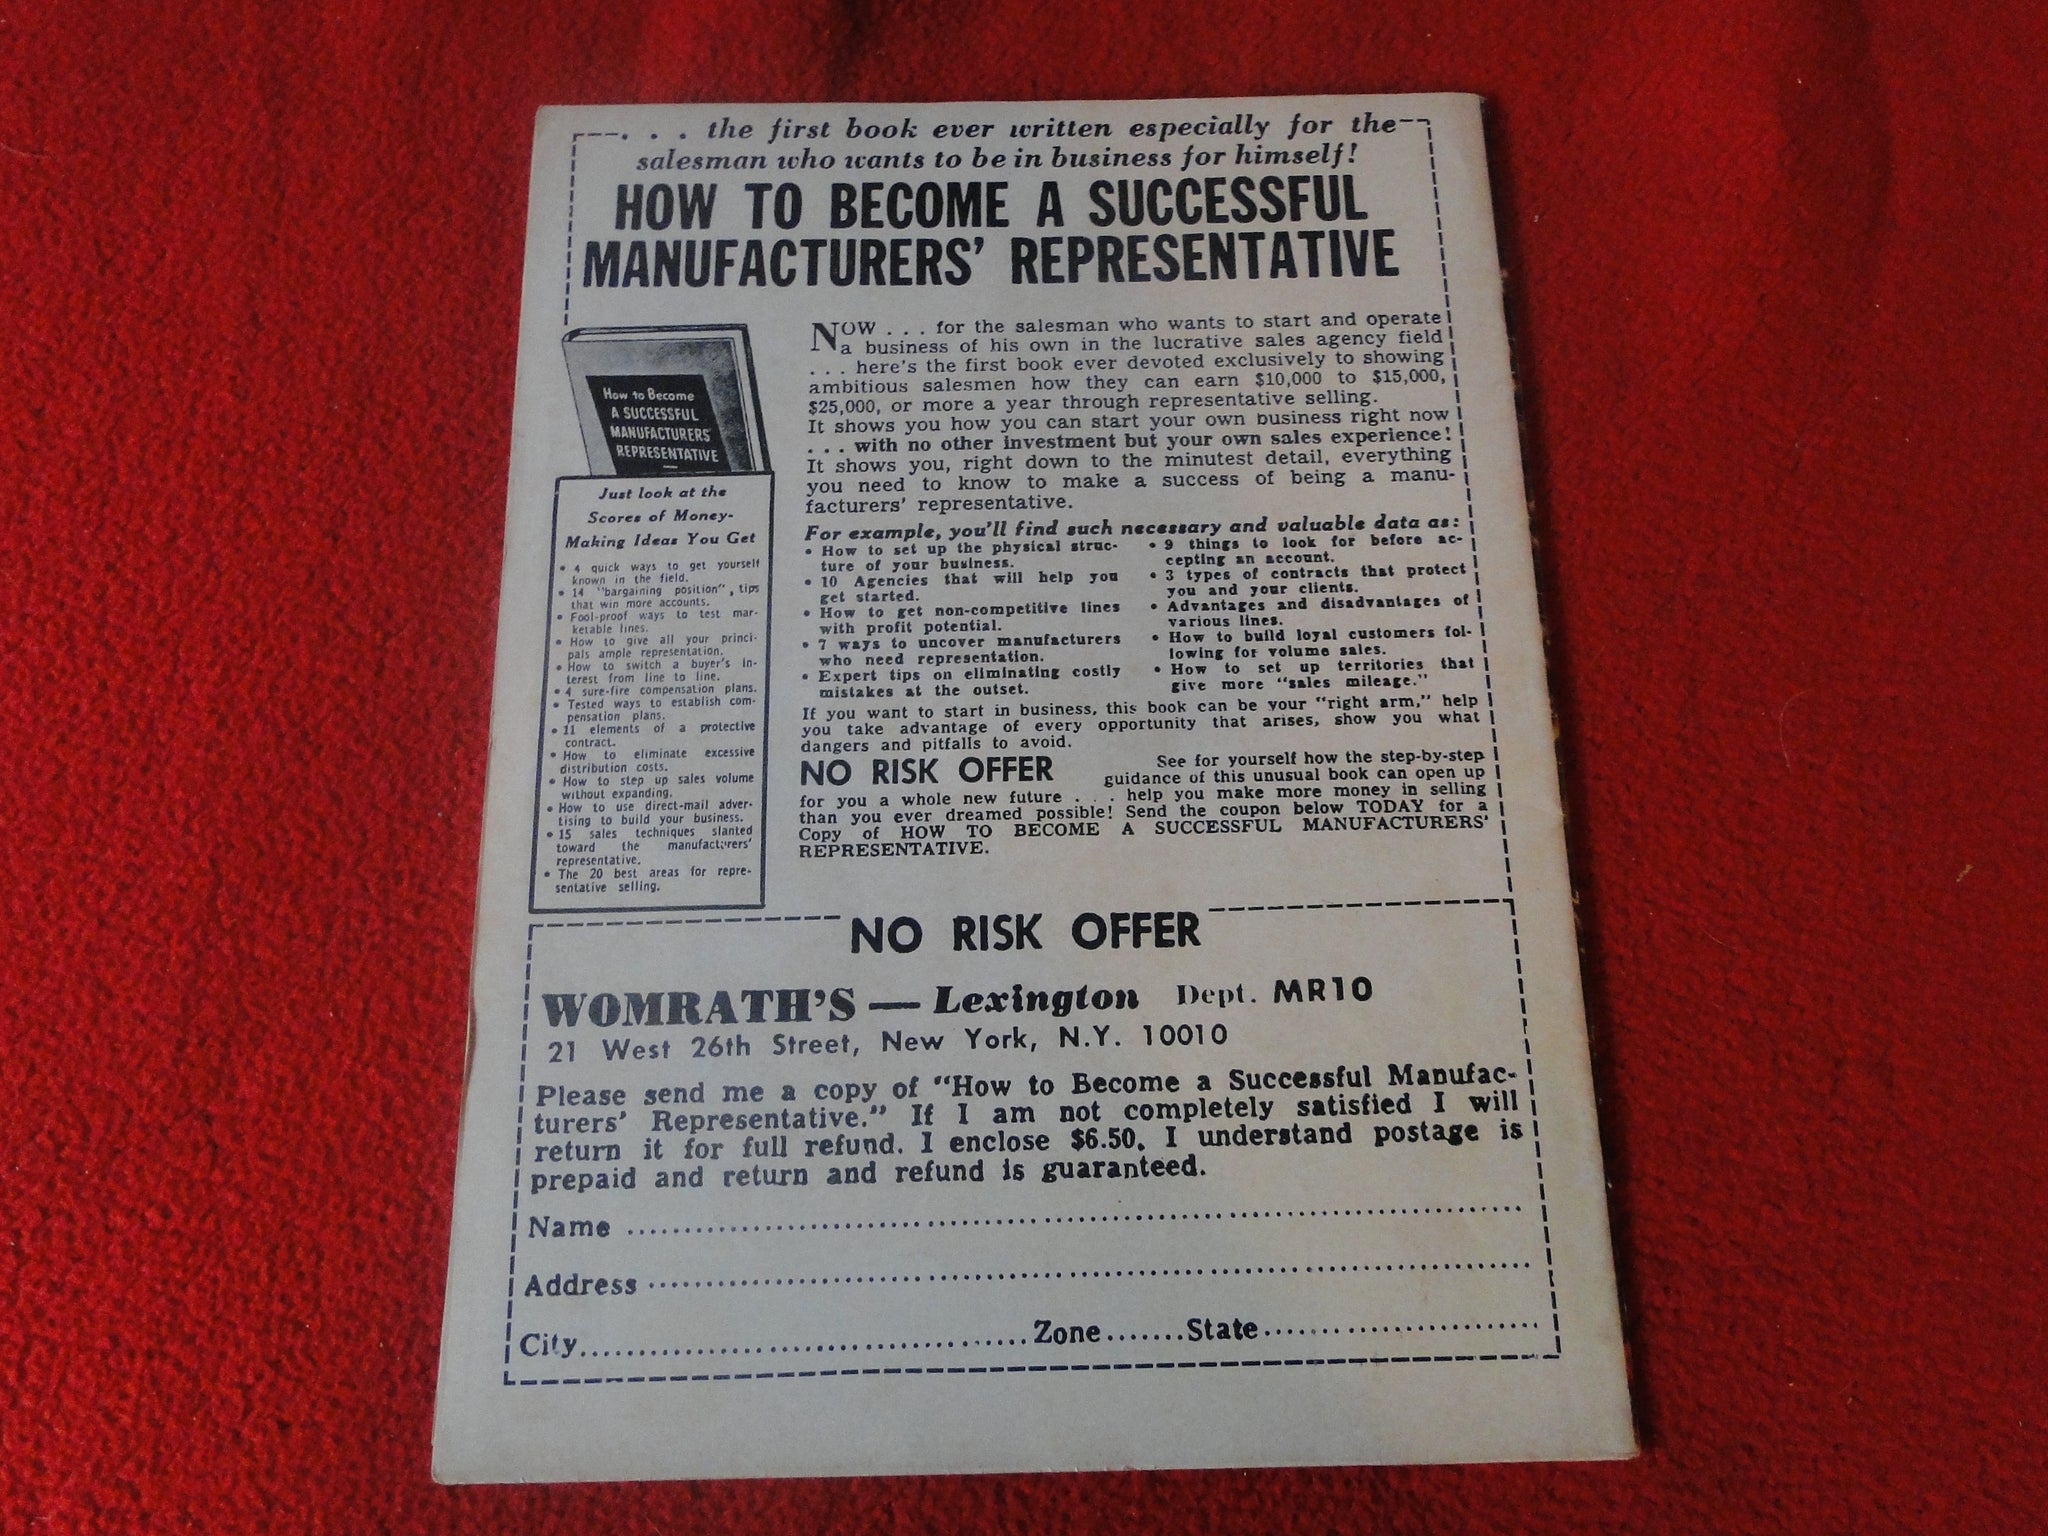 . . . the first book ever written especially for the
salesman who wants to be in business for himself!
HOW TO BECOME A SUCCESSFUL
MANUFACTURERS' REPRESENTATIVE
How to Become
A SUCCESSFUL
MANUFACTURERS'
REPRESENTATIVE
Just look at the
Scores of Money-
Making Ideas You Get
• 4 quick ways to get yourself
known in the field.
• 14 "bargaining position", tips
that win more accounts.
• Fool-proof ways to test mar-
ketable lines.
• How to give all your princi-
pals ample representation.
• How to switch a buyer's in-
terest from line to line.
• 4 sure-fire compensation plans.
• Tested ways to establish com-
pensation plans.
• 11 elements of a protective
contract.
• How to eliminate excessive
distribution costs.
• How to step up sales volume
without expanding.
• How to use direct-mail adver-
tising to build your business.
• 15 sales techniques slanted
toward the manufacturers'
representative.
• The 20 best areas for repre-
sentative selling.
NOW . . . for the salesman who wants to start and operate
a business of his own in the lucrative sales agency field
. . . here's the first book ever devoted exclusively to showing
ambitious salesmen how they can earn $10,000 to $15,000,
$25,000, or more a year through representative selling.
It shows you how you can start your own business right now
. . . with no other investment but your own sales experience!
It shows you, right down to the minutest detail, everything
you need to know to make a success of being a manu-
facturers' representative.
For example, you'll find such necessary and valuable data as:
• How to set up the physical struc-
ture of your business.
• 10 Agencies that will help you
get started.
• How to get non-competitive lines
with profit potential.
• 7 ways to uncover manufacturers
who need representation.
• Expert tips on eliminating costly
mistakes at the outset.
• 9 things to look for before ac-
cepting an account.
• 3 types of contracts that protect
you and your clients.
• Advantages and disadvantages of
various lines.
• How to build loyal customers fol-
lowing for volume sales.
• How to set up territories that
give more "sales mileage."
If you want to start in business, this book can be your "right arm," help
you take advantage of every opportunity that arises, show you what
dangers and pitfalls to avoid.
NO RISK OFFER
See for yourself how the step-by-step
guidance of this unusual book can open up
for you a whole new future . . . help you make more money in selling
than you ever dreamed possible! Send the coupon below TODAY for a
Copy of HOW TO BECOME A SUCCESSFUL MANUFACTURERS'
REPRESENTATIVE.
NO RISK OFFER
WOMRATH'S — Lexington Dept. MR10
21 West 26th Street, New York, N.Y. 10010
Please send me a copy of "How to Become a Successful Manufac-
turers' Representative." If I am not completely satisfied I will
return it for full refund. I enclose $6.50. I understand postage is
prepaid and return and refund is guaranteed.
Name
Address
City Zone State